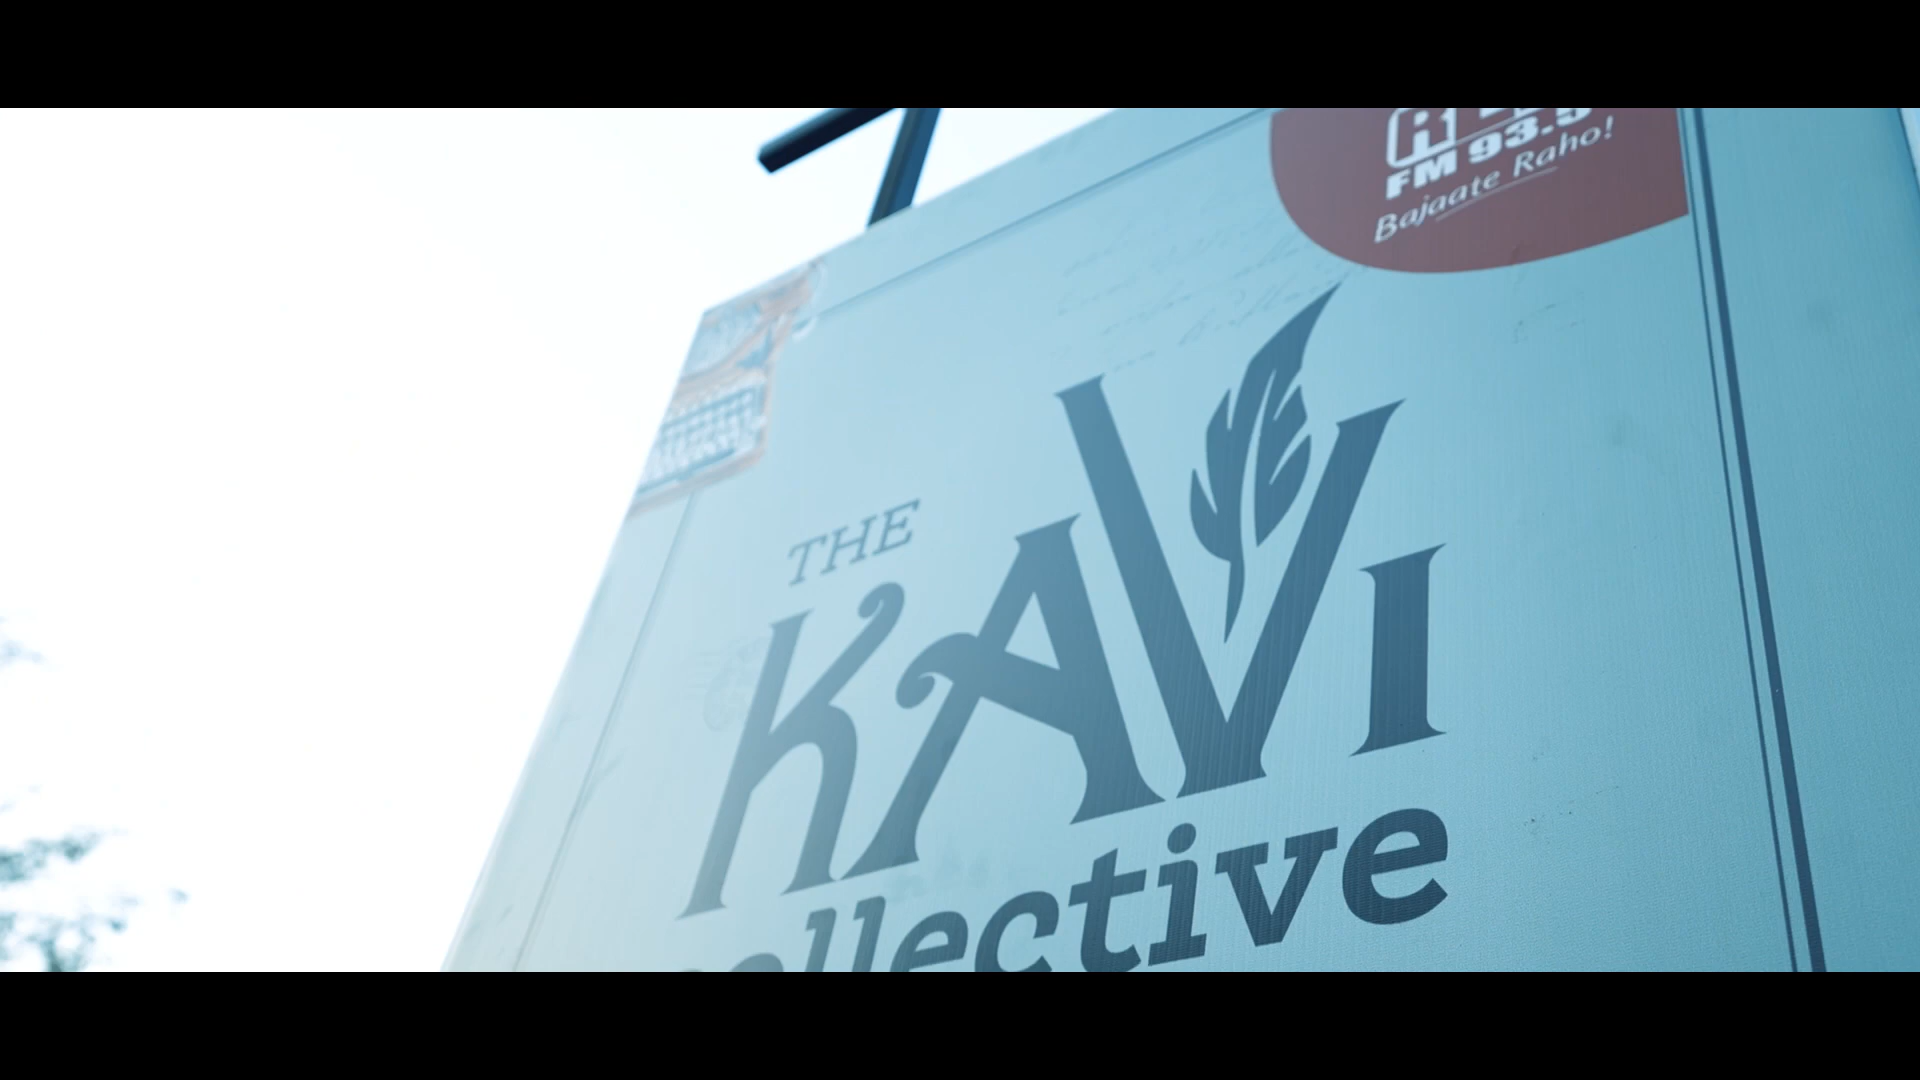 FM 93.5
Bajaate Raho!
THE
KAVI
collective